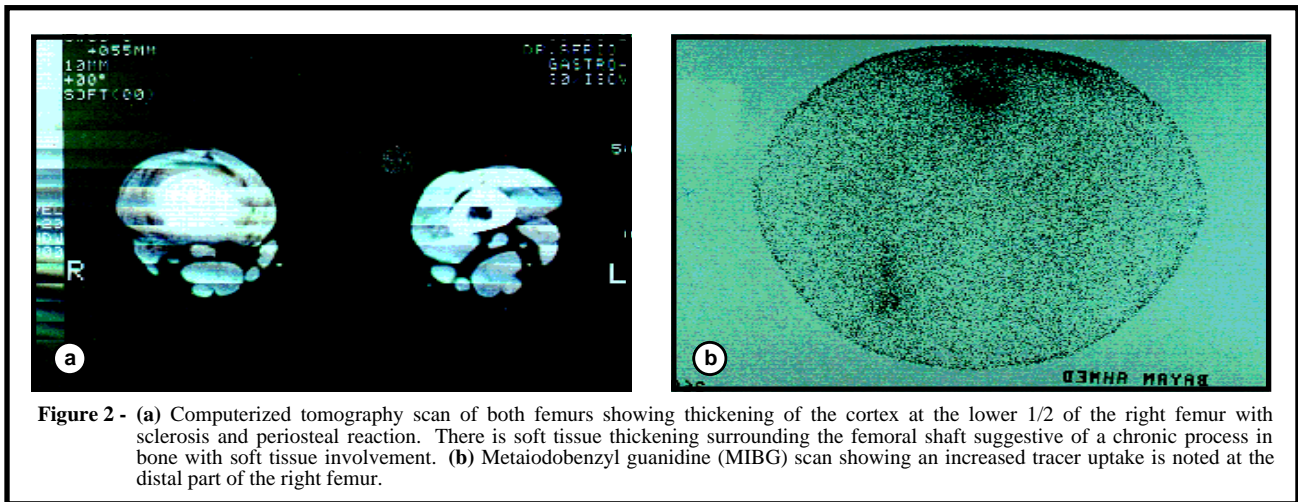 +055MM
10MM
+00°
SOFT(00)
GASTRO-
R
L
a
BAYAN AHMED
b
Figure 2 - (a) Computerized tomography scan of both femurs showing thickening of the cortex at the lower 1/2 of the right femur with
sclerosis and periosteal reaction. There is soft tissue thickening surrounding the femoral shaft suggestive of a chronic process in
bone with soft tissue involvement. (b) Metaiodobenzyl guanidine (MIBG) scan showing an increased tracer uptake is noted at the
distal part of the right femur.